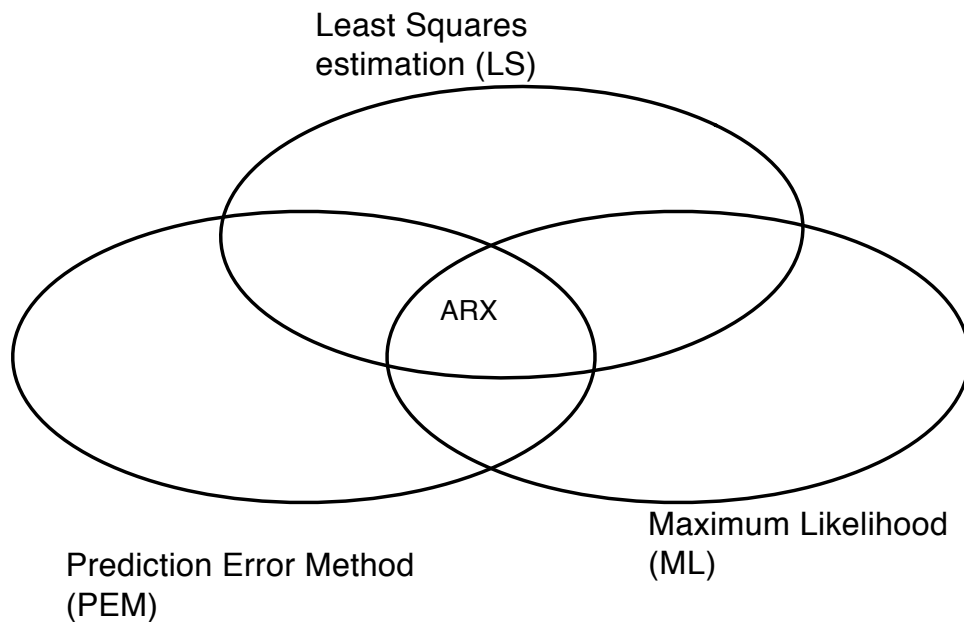 Least Squares
estimation (LS)
ARX
Maximum Likelihood
(ML)
Prediction Error Method
(PEM)